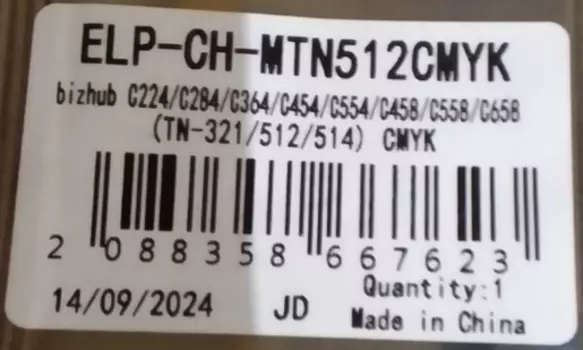 ELP-CH-MTN512CMYK
bizhub C224/C284/C364/C454/C554/C458/C558/C658
(TN-321/512/514) CMYK
2 088358 667623
Quantity:1
14/09/2024 JD Made in China